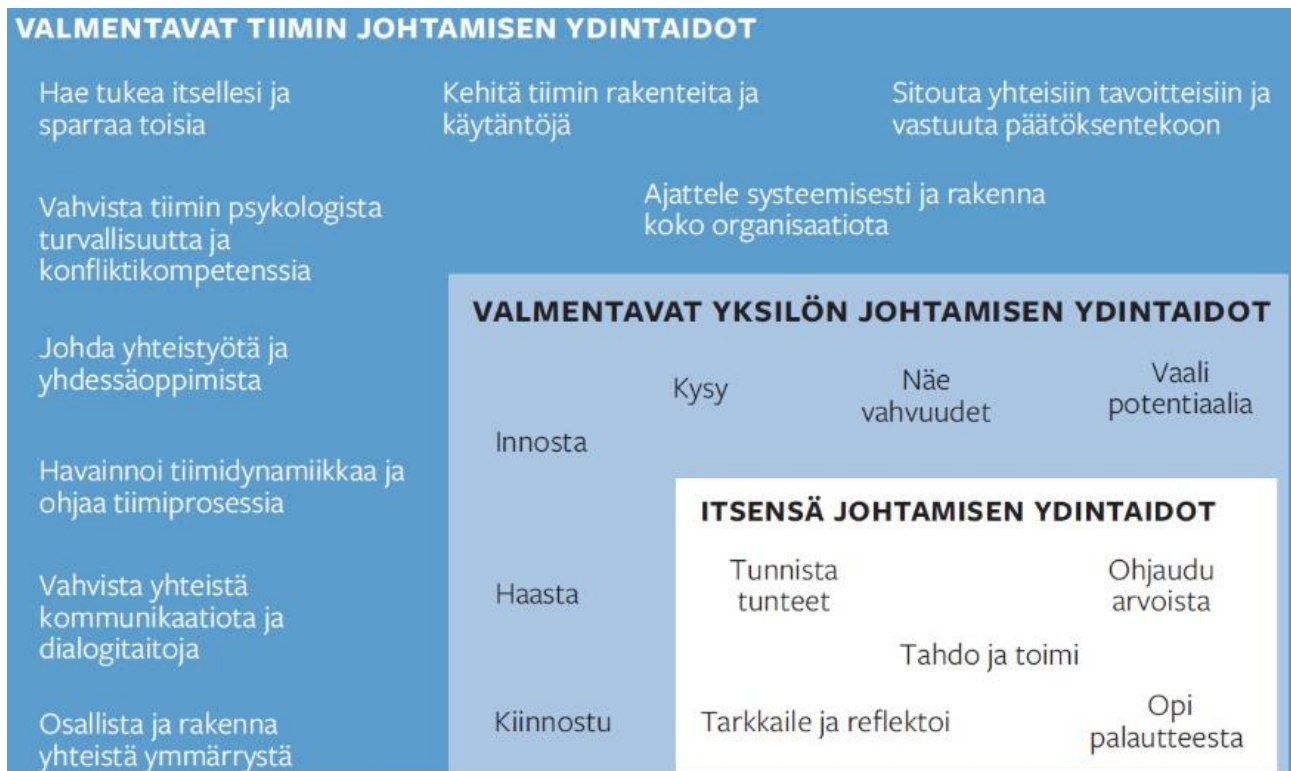 VALMENTAVAT TIIMIN JOHTAMISEN YDINTAIDOT
Hae tukea itsellesi ja
sparraa toisia
Kehitä tiimin rakenteita ja
käytäntöjä
Sitouta yhteisiin tavoitteisiin ja
vastuuta päätöksentekoon
Ajattele systeemisesti ja rakenna
koko organisaatiota
Vahvista tiimin psykologista
turvallisuutta ja
konfliktikompetenssia
Johda yhteistyötä ja
yhdessäoppimista
Havainnoi tiimidynamiikkaa ja
ohjaa tiimiprosessia
Vahvista yhteistä
kommunikaatiota ja
dialogitaitoja
Osallista ja rakenna
yhteistä ymmärrystä
VALMENTAVAT YKSILÖN JOHTAMISEN YDINTAIDOT
Kysy
Näe
vahvuudet
Vaali
potentiaalia
Innosta
Haasta
Kiinnostu
ITSENSÄ JOHTAMISEN YDINTAIDOT
Tunnista
tunteet
Ohjaudu
arvoista
Tahdo ja toimi
Tarkkaile ja reflektoi
Opi
palautteesta